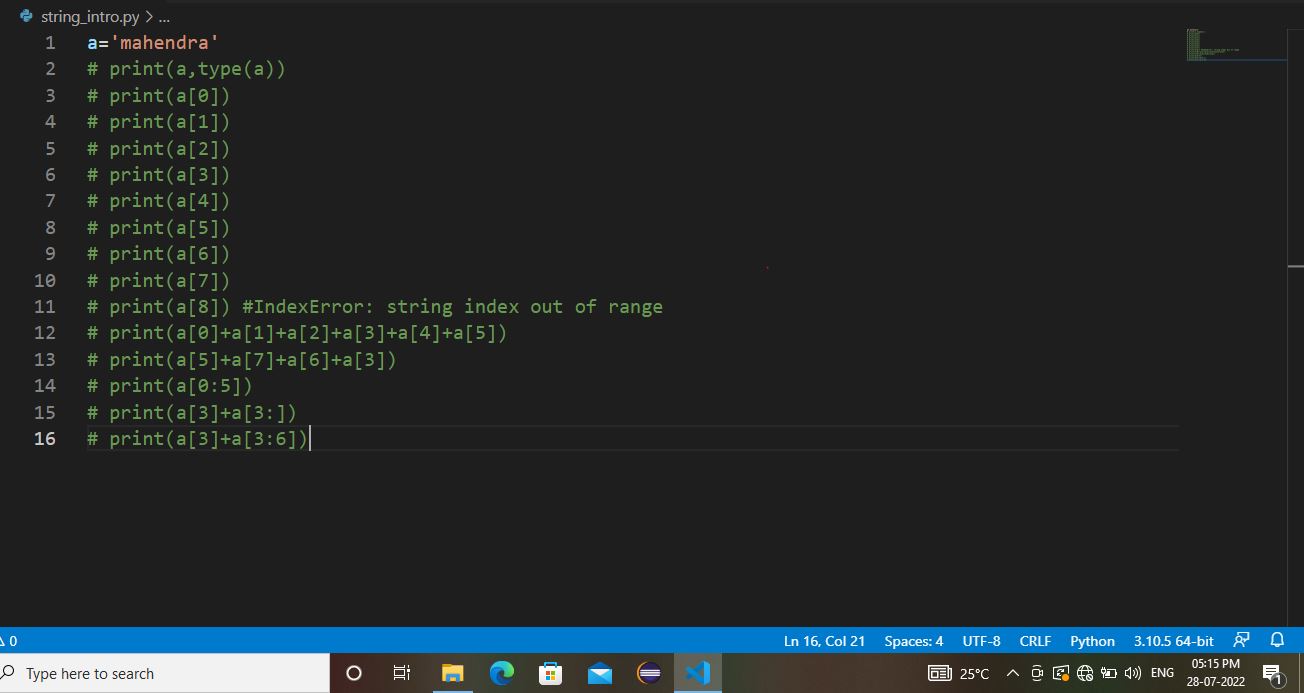 string_intro.py > ...
1 a='mahendra'
2 # print(a,type(a))
3 # print(a[0])
4 # print(a[1])
5 # print(a[2])
6 # print(a[3])
7 # print(a[4])
8 # print(a[5])
9 # print(a[6])
10 # print(a[7])
11 # print(a[8]) #IndexError: string index out of range
12 # print(a[0]+a[1]+a[2]+a[3]+a[4]+a[5])
13 # print(a[5]+a[7]+a[6]+a[3])
14 # print(a[0:5])
15 # print(a[3]+a[3:])
16 # print(a[3]+a[3:6])
0 Ln 16, Col 21 Spaces: 4 UTF-8 CRLF Python 3.10.5 64-bit
Type here to search 25°C ENG 05:15 PM
28-07-2022 1